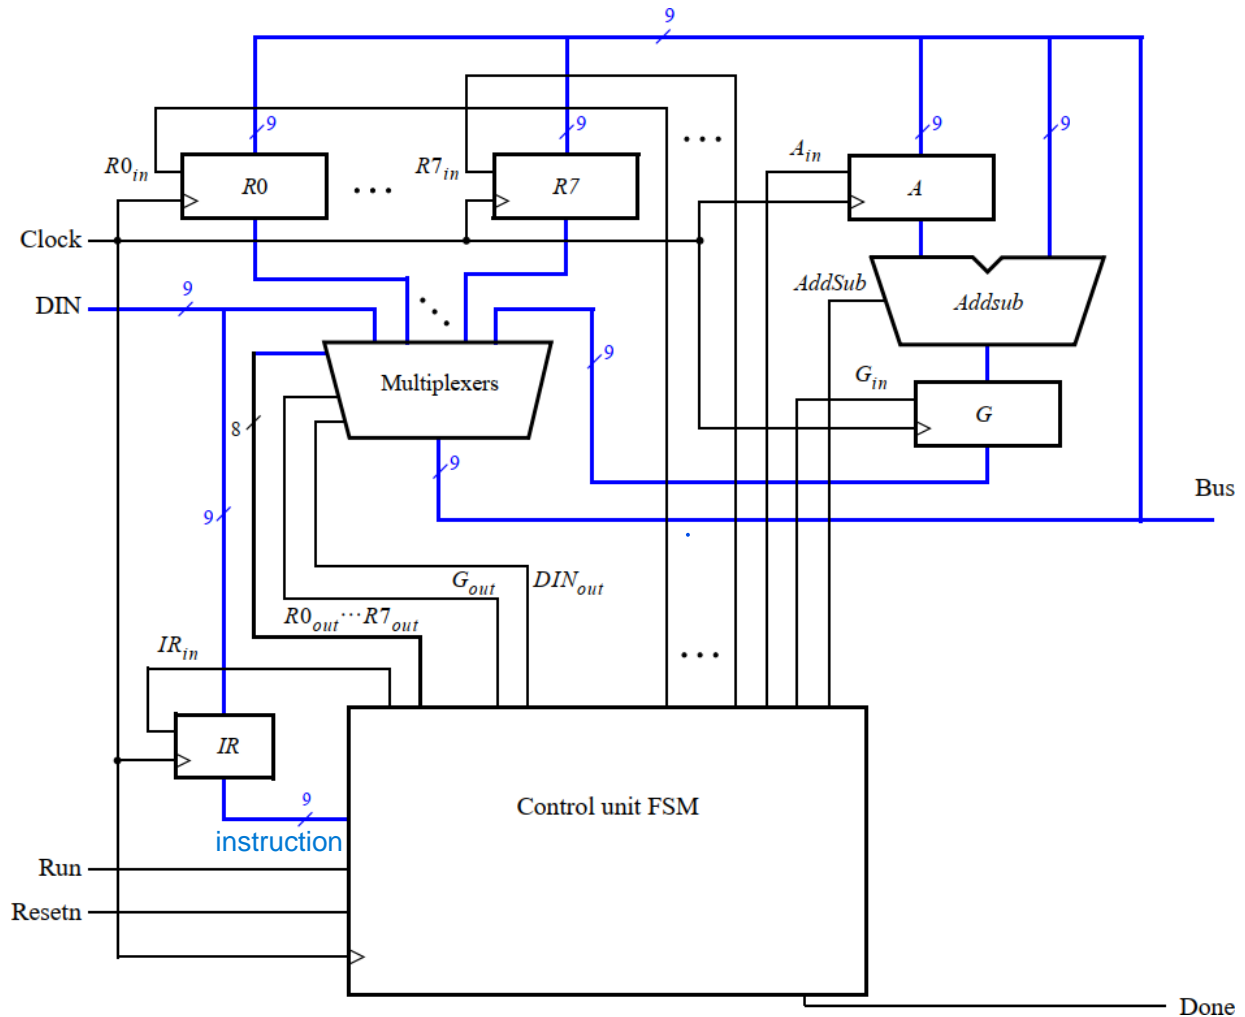 9
9
9
9
9
R0in
R0
• • •
R7in
R7
• • •
Ain
A
Clock
DIN
9
AddSub
Addsub
Multiplexers
9
Gin
G
8
9
Bus
9
Gout
DINout
R0out···R7out
IRin
• • •
IR
Control unit FSM
9
instruction
Run
Resetn
Done